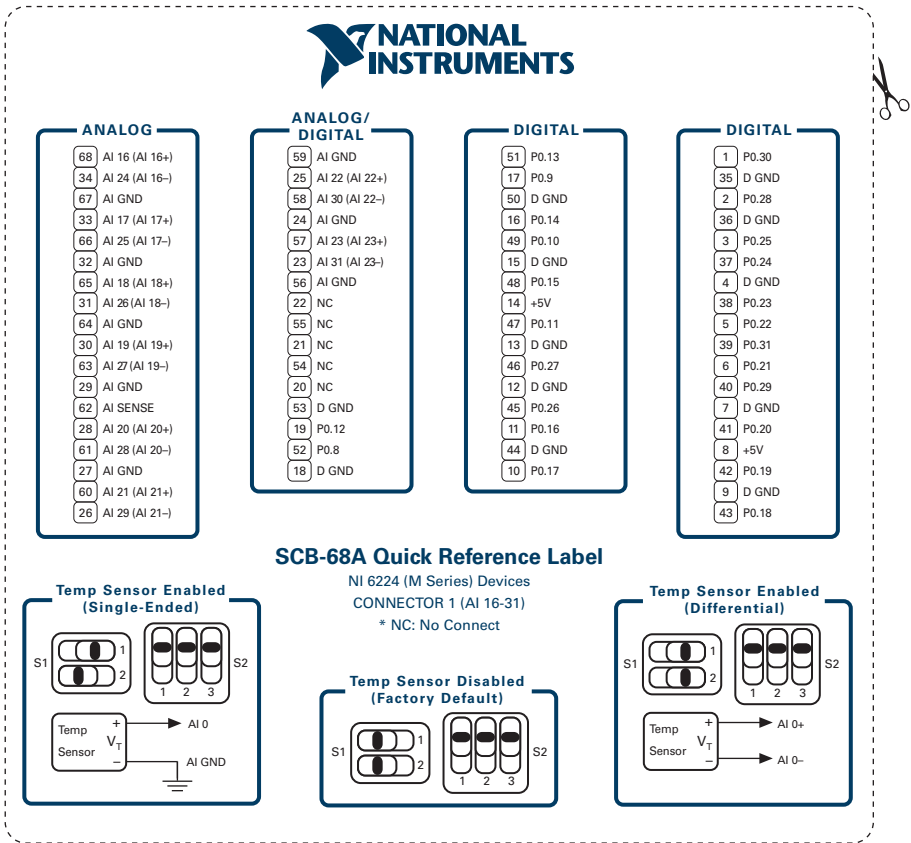 NATIONAL
INSTRUMENTS
ANALOG
68 AI 16 (AI 16+)
34 AI 24 (AI 16–)
67 AI GND
33 AI 17 (AI 17+)
66 AI 25 (AI 17–)
32 AI GND
65 AI 18 (AI 18+)
31 AI 26 (AI 18–)
64 AI GND
30 AI 19 (AI 19+)
63 AI 27 (AI 19–)
29 AI GND
62 AI SENSE
28 AI 20 (AI 20+)
61 AI 28 (AI 20–)
27 AI GND
60 AI 21 (AI 21+)
26 AI 29 (AI 21–)
ANALOG/
DIGITAL
59 AI GND
25 AI 22 (AI 22+)
58 AI 30 (AI 22–)
24 AI GND
57 AI 23 (AI 23+)
23 AI 31 (AI 23–)
56 AI GND
22 NC
55 NC
21 NC
54 NC
20 NC
53 D GND
19 P0.12
52 P0.8
18 D GND
DIGITAL
51 P0.13
17 P0.9
50 D GND
16 P0.14
49 P0.10
15 D GND
48 P0.15
14 +5V
47 P0.11
13 D GND
46 P0.27
12 D GND
45 P0.26
11 P0.16
44 D GND
10 P0.17
DIGITAL
1 P0.30
35 D GND
2 P0.28
36 D GND
3 P0.25
37 P0.24
4 D GND
38 P0.23
5 P0.22
39 P0.31
6 P0.21
40 P0.29
7 D GND
41 P0.20
8 +5V
42 P0.19
9 D GND
43 P0.18
SCB-68A Quick Reference Label
NI 6224 (M Series) Devices
CONNECTOR 1 (AI 16-31)
* NC: No Connect
Temp Sensor Enabled
(Single-Ended)
S1
1
2
S2
1 2 3
Temp
Sensor
VT
+
–
AI 0
AI GND
Temp Sensor Disabled
(Factory Default)
S1
1
2
S2
1 2 3
Temp Sensor Enabled
(Differential)
S1
1
2
S2
1 2 3
Temp
Sensor
VT
+
–
AI 0+
AI 0–